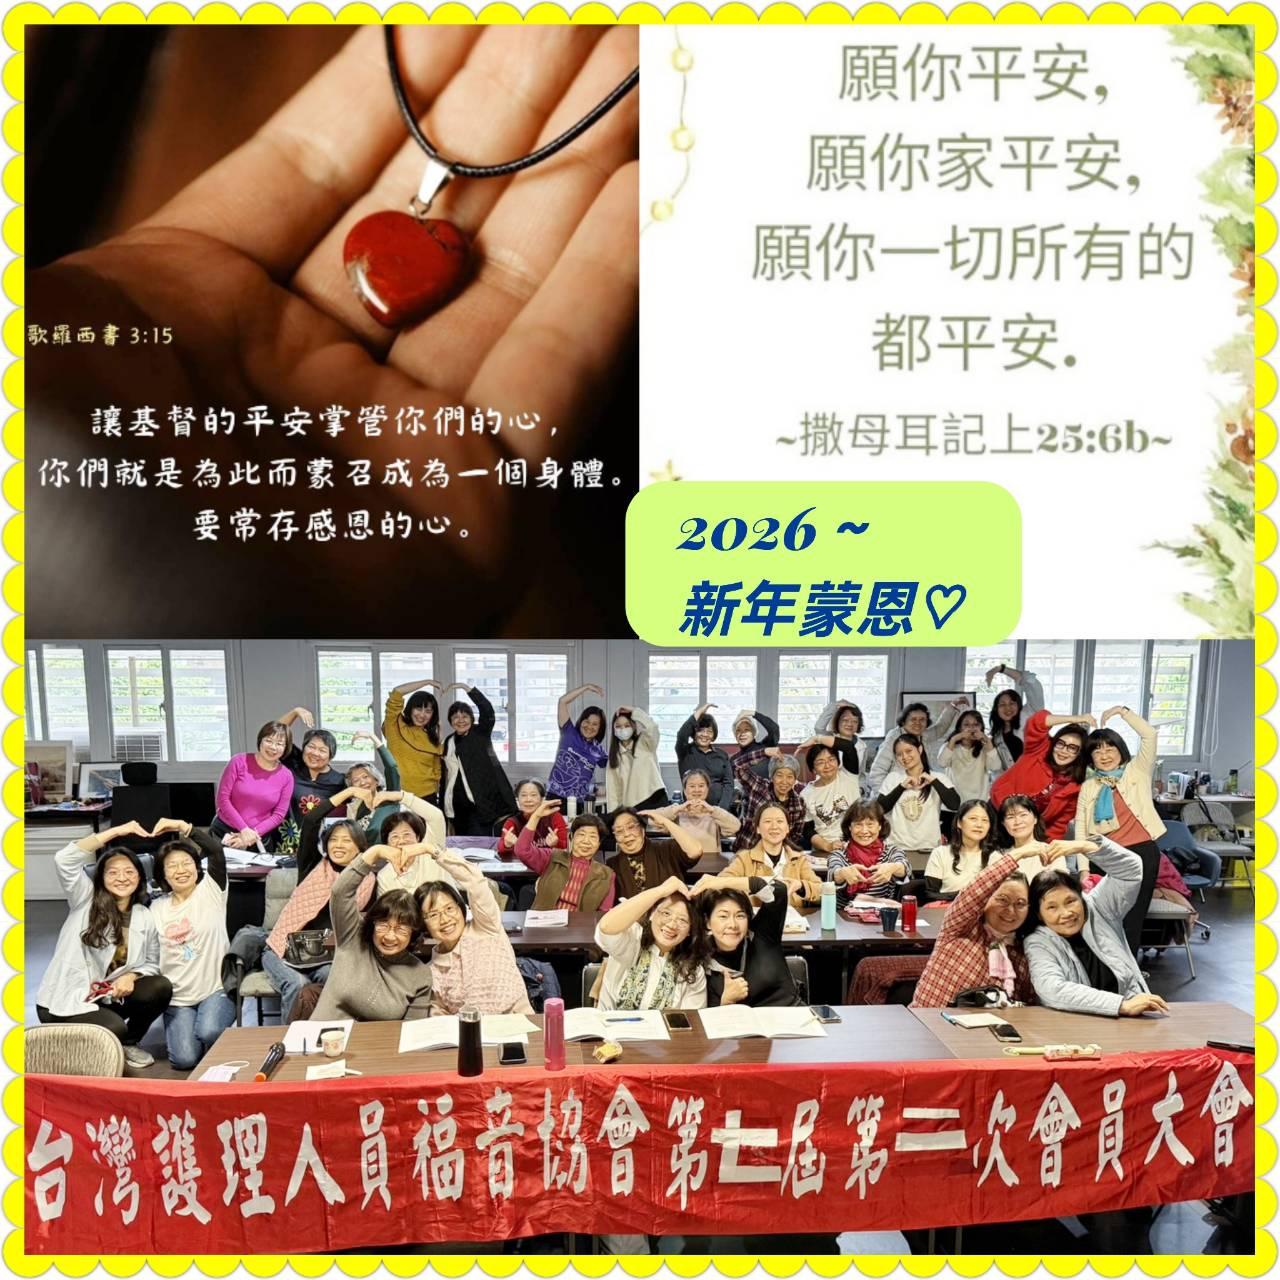 歌羅西書 3:15
讓基督的平安掌管你們的心,
你們就是為此而蒙召成為一個身體。
要常存感恩的心。
願你平安,
願你家平安,
願你一切所有的
都平安.
~撒母耳記上25:6b~
2026 ~
新年蒙恩♡
台灣護理人員福音協會第七屆第二次會員大會